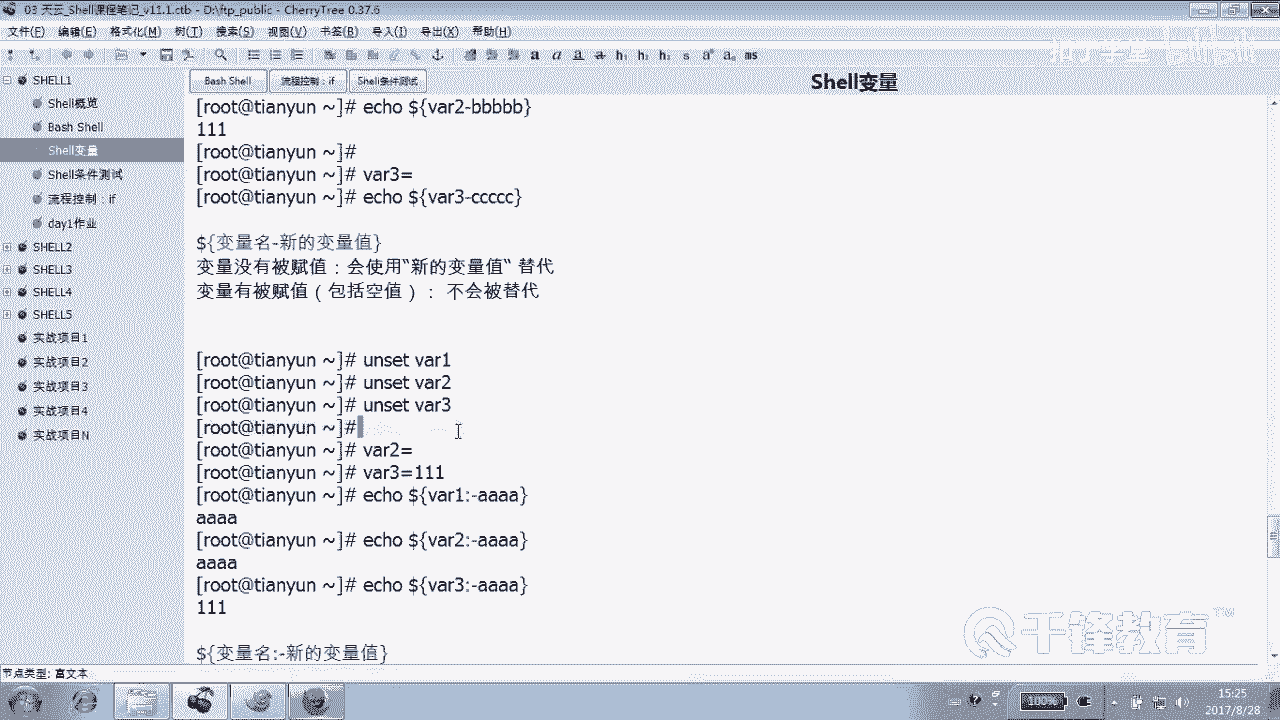 03 天云_Shell课程笔记_v11.1.ctb - D:\ftp_public - CherryTree 0.37.6
文件(F) 编辑(E) 格式化(M) 树(T) 搜索(S) 视图(V) 书签(B) 导入(I) 导出(X) 帮助(H)
SHELL1
Shell概览
Bash Shell
Shell变量
Shell条件测试
流程控制：if
day1作业
SHELL2
SHELL3
SHELL4
SHELL5
实战项目1
实战项目2
实战项目3
实战项目4
实战项目N
Bash Shell 流程控制：if Shell条件测试 Shell变量
[root@tianyun ~]# echo ${var2-bbbbb}
111
[root@tianyun ~]#
[root@tianyun ~]# var3=
[root@tianyun ~]# echo ${var3-ccccc}
${变量名-新的变量值}
变量没有被赋值：会使用“新的变量值“ 替代
变量有被赋值（包括空值）： 不会被替代
[root@tianyun ~]# unset var1
[root@tianyun ~]# unset var2
[root@tianyun ~]# unset var3
[root@tianyun ~]#
[root@tianyun ~]# var2=
[root@tianyun ~]# var3=111
[root@tianyun ~]# echo ${var1:-aaaa}
aaaa
[root@tianyun ~]# echo ${var2:-aaaa}
aaaa
[root@tianyun ~]# echo ${var3:-aaaa}
111
${变量名:-新的变量值}
千锋教育™
节点类型: 富文本
100%
15:25
2017/8/28